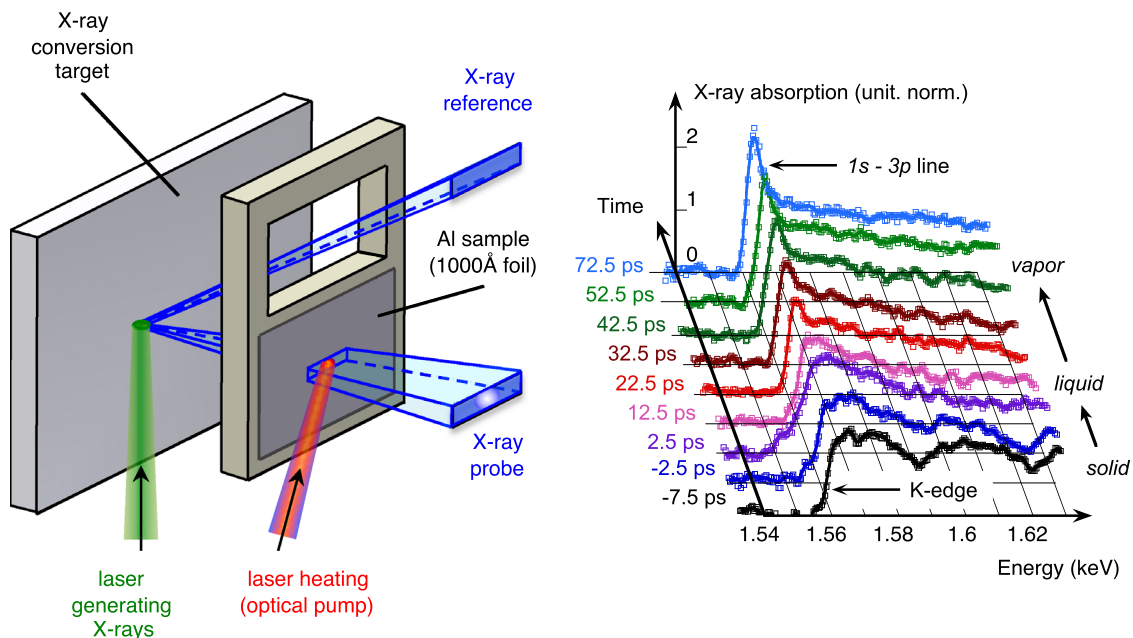 X-ray
conversion
target
X-ray
reference
Al sample
(1000Å foil)
X-ray
probe
laser
generating
X-rays
laser heating
(optical pump)
X-ray absorption (unit. norm.)
2
1
0
1s - 3p line
Time
72.5 ps
52.5 ps
42.5 ps
32.5 ps
22.5 ps
12.5 ps
2.5 ps
-2.5 ps
-7.5 ps
vapor
liquid
solid
K-edge
1.54 1.56 1.58 1.6 1.62
Energy (keV)